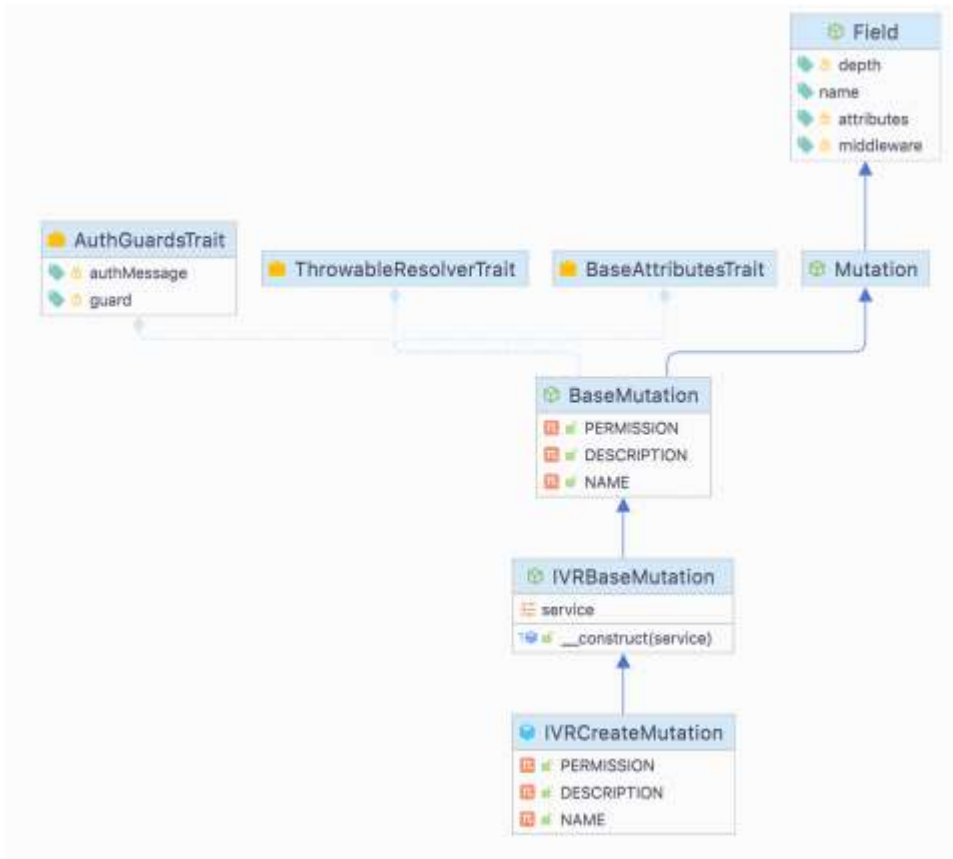 Field
depth
name
attributes
middleware
AuthGuardsTrait
authMessage
guard
ThrowableResolverTrait
BaseAttributesTrait
Mutation
BaseMutation
PERMISSION
DESCRIPTION
NAME
IVRBaseMutation
service
__construct(service)
IVRCreateMutation
PERMISSION
DESCRIPTION
NAME